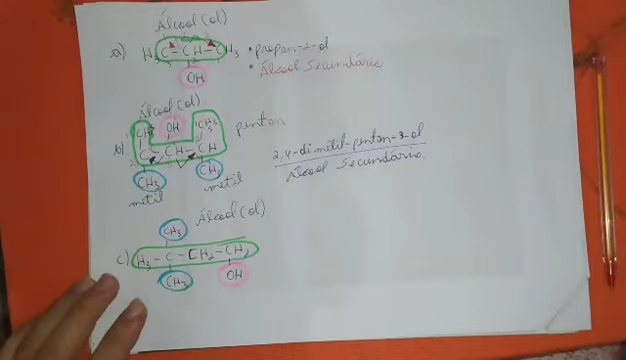 Álcool (ol)
a) H₃C - CH - CH₃ • propan-2-ol
OH • Álcool Secundário
Álcool (ol)
CH₃ OH CH₃ pentan
b) C - CH - CH 2,4-dimetil-pentan-3-ol
CH₃ CH₃ Álcool Secundário.
metil metil
Álcool (ol)
CH₃
c) H₃ - C - CH₂ - CH₂
CH₃ OH